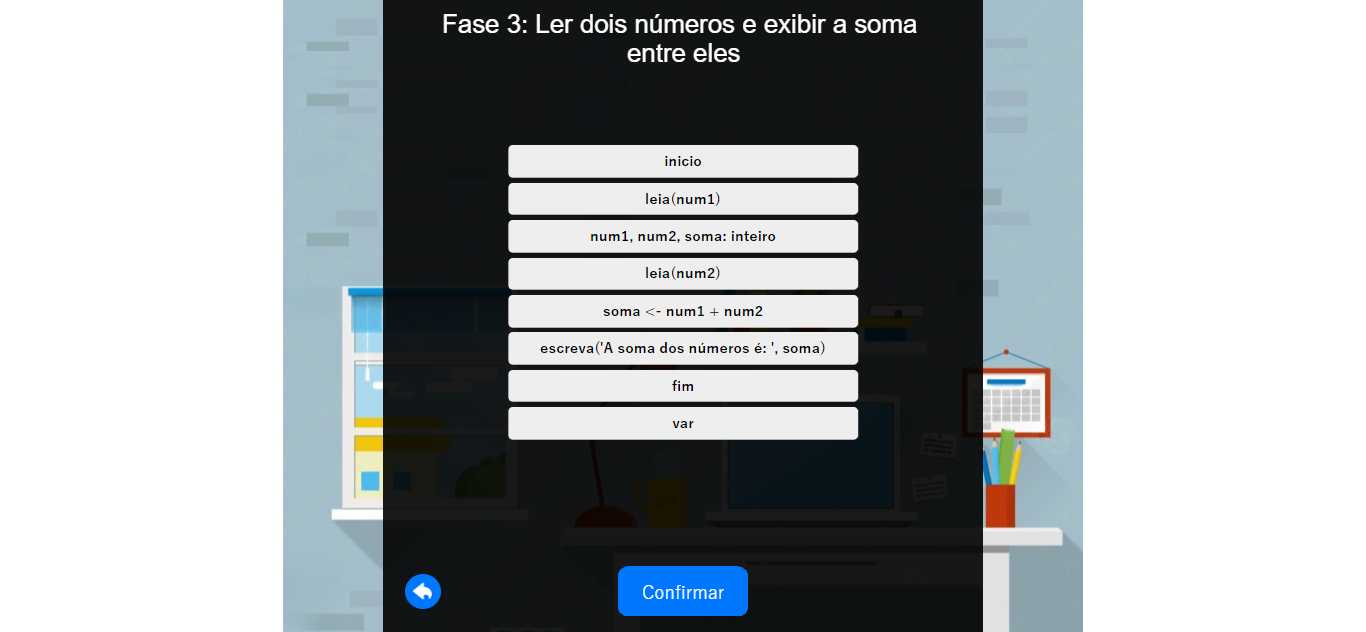 Fase 3: Ler dois números e exibir a soma
entre eles
inicio
leia(num1)
num1, num2, soma: inteiro
leia(num2)
soma <- num1 + num2
escreva('A soma dos números é: ', soma)
fim
var
Confirmar